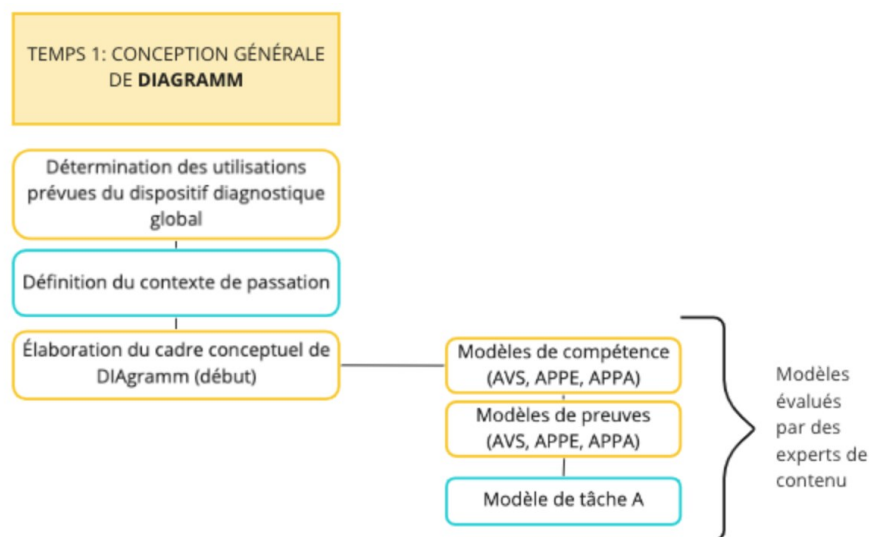 TEMPS 1: CONCEPTION GÉNÉRALE
DE DIAGRAMM
Détermination des utilisations
prévues du dispositif diagnostique
global
Définition du contexte de passation
Élaboration du cadre conceptuel de
DIAgramm (début)
Modèles de compétence
(AVS, APPE, APPA)
Modèles de preuves
(AVS, APPE, APPA)
Modèle de tâche A
Modèles
évalués
par des
experts de
contenu